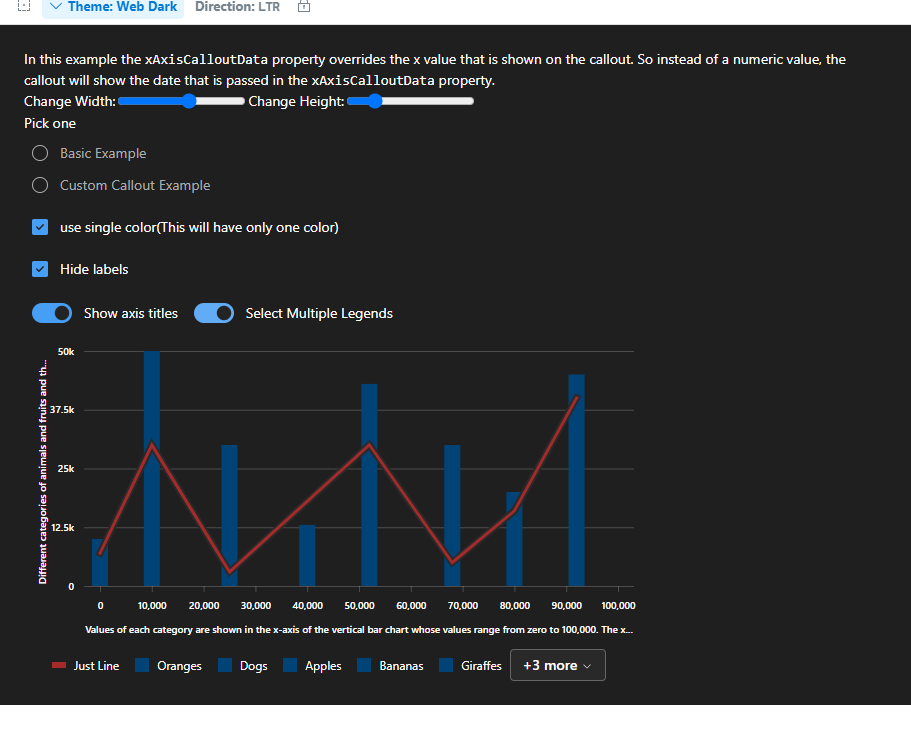 Theme: Web Dark Direction: LTR
In this example the xAxisCalloutData property overrides the x value that is shown on the callout. So instead of a numeric value, the
callout will show the date that is passed in the xAxisCalloutData property.
Change Width: Change Height:
Pick one
Basic Example
Custom Callout Example
use single color(This will have only one color)
Hide labels
Show axis titles Select Multiple Legends
50k
37.5k
25k
12.5k
0
Different categories of animals and fruits and th...
0 10,000 20,000 30,000 40,000 50,000 60,000 70,000 80,000 90,000 100,000
Values of each category are shown in the x-axis of the vertical bar chart whose values range from zero to 100,000. The x...
Just Line Oranges Dogs Apples Bananas Giraffes +3 more